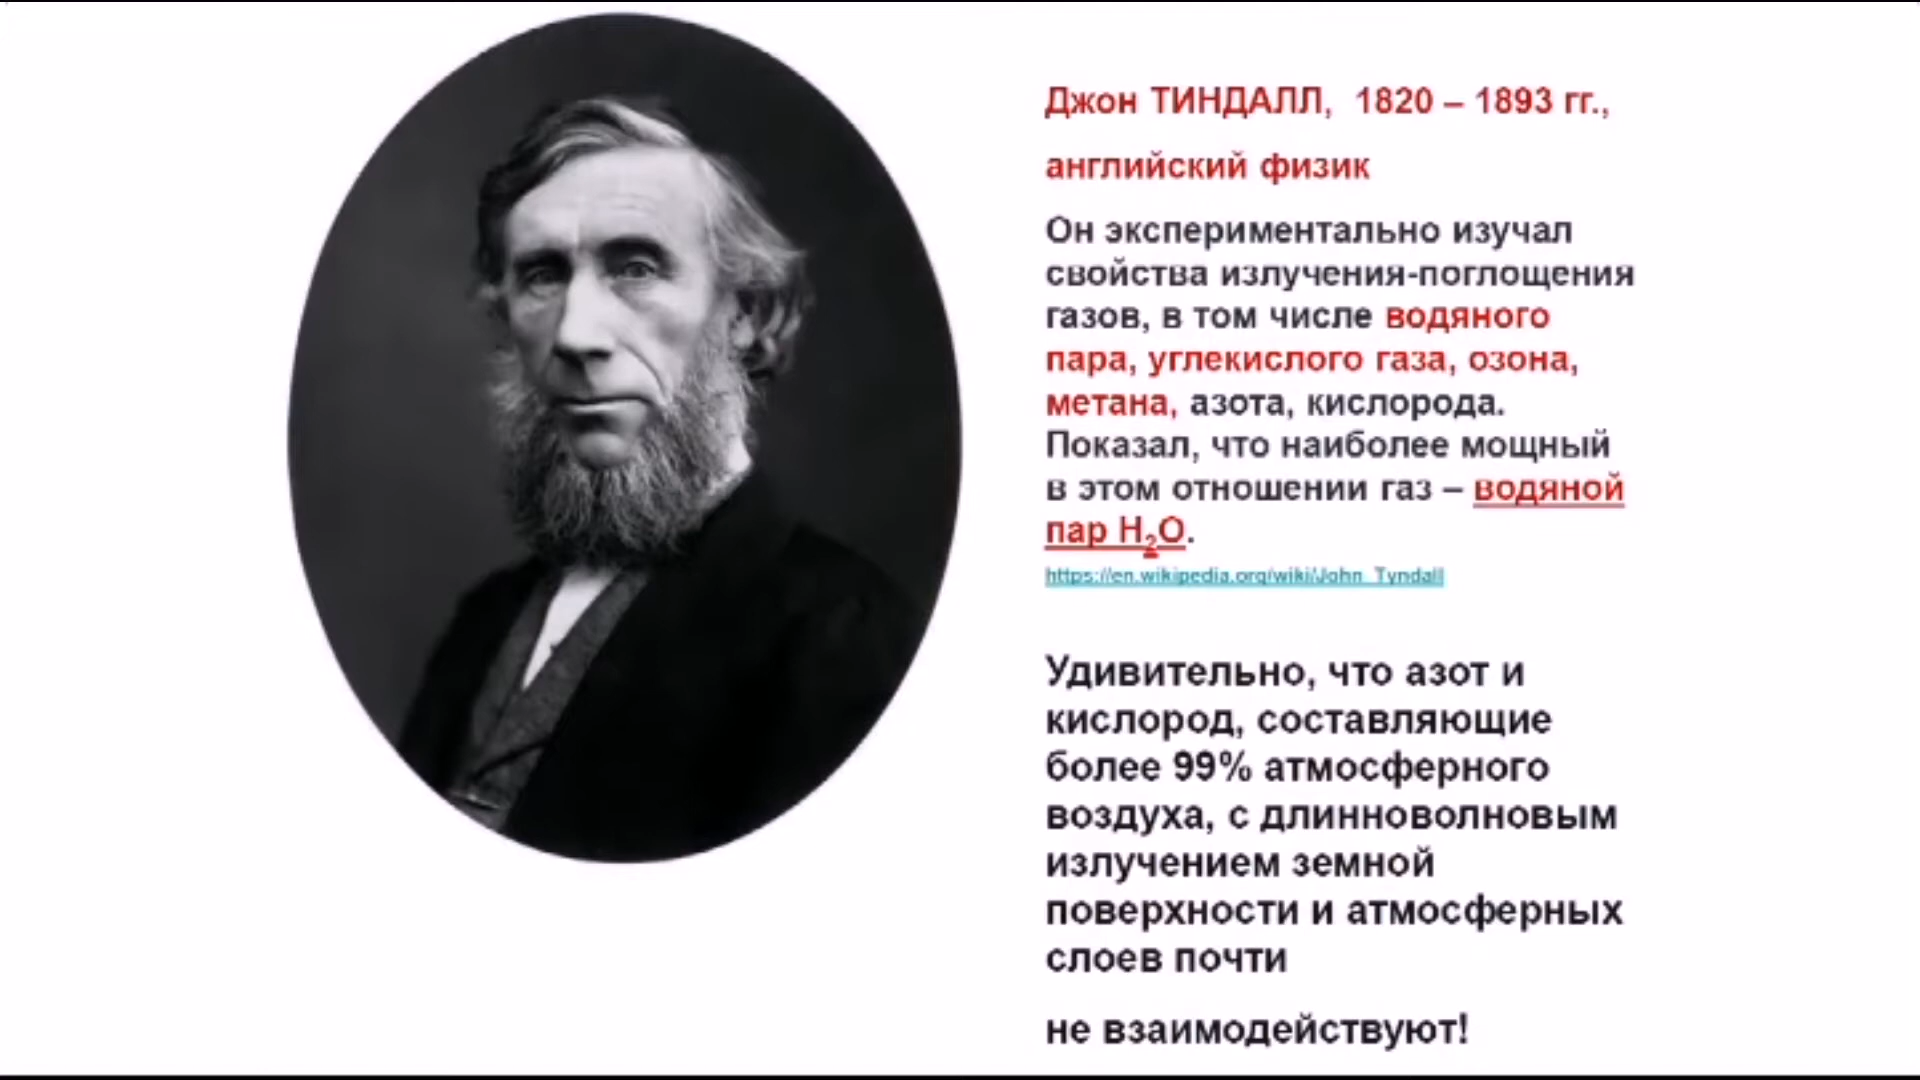 Джон ТИНДАЛЛ, 1820 – 1893 гг.,
английский физик
Он экспериментально изучал
свойства излучения-поглощения
газов, в том числе водяного
пара, углекислого газа, озона,
метана, азота, кислорода.
Показал, что наиболее мощный
в этом отношении газ – водяной
пар H₂O.
https://en.wikipedia.org/wiki/John_Tyndall
Удивительно, что азот и
кислород, составляющие
более 99% атмосферного
воздуха, с длинноволновым
излучением земной
поверхности и атмосферных
слоев почти
не взаимодействуют!